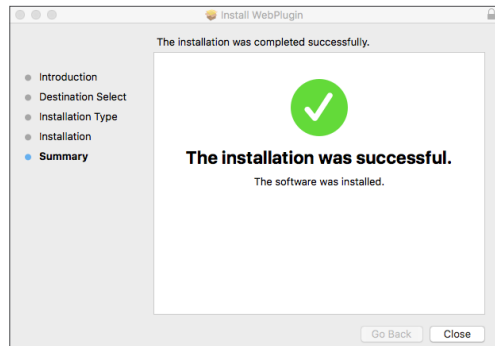 Install WebPlugin
The installation was completed successfully.
Introduction
Destination Select
Installation Type
Installation
Summary
The installation was successful.
The software was installed.
Go Back
Close